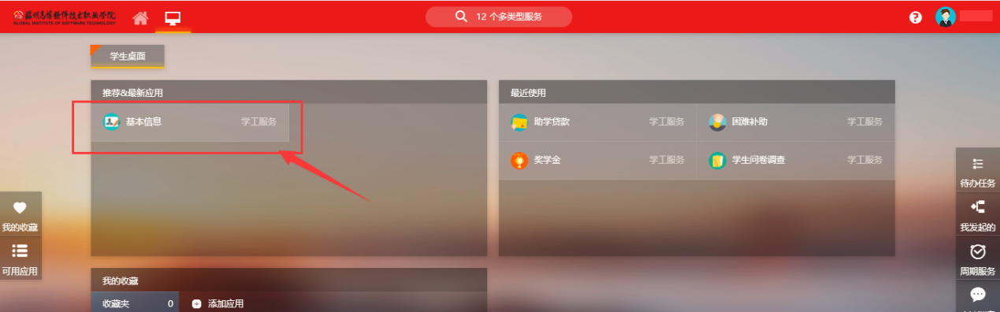 苏州高博软件技术职业学院
GLOBAL INSTITUTE OF SOFTWARE TECHNOLOGY
12 个多类型服务
学生桌面
推荐&最新应用
基本信息 学工服务
最近使用
助学贷款 学工服务 困难补助 学工服务
奖学金 学工服务 学生问卷调查 学工服务
我的收藏
可用应用
待办任务
我发起的
周期服务
我的收藏
收藏夹 0 添加应用